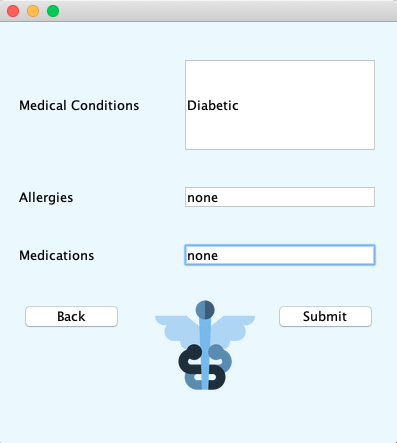 Medical Conditions
Diabetic
Allergies
none
Medications
none
Back
Submit